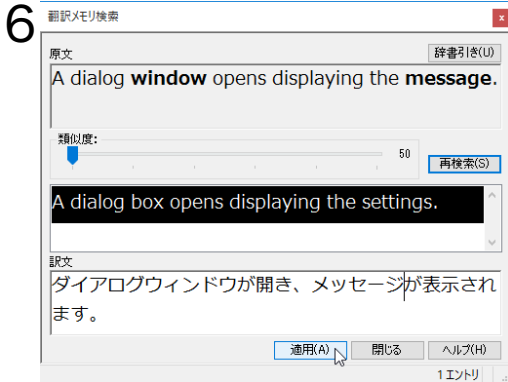 6
翻訳メモリ検索
原文
辞書引き(U)
A dialog window opens displaying the message.
類似度:
50
再検索(S)
A dialog box opens displaying the settings.
訳文
ダイアログウィンドウが開き、メッセージが表示され
ます。
適用(A) 閉じる ヘルプ(H)
1エントリ